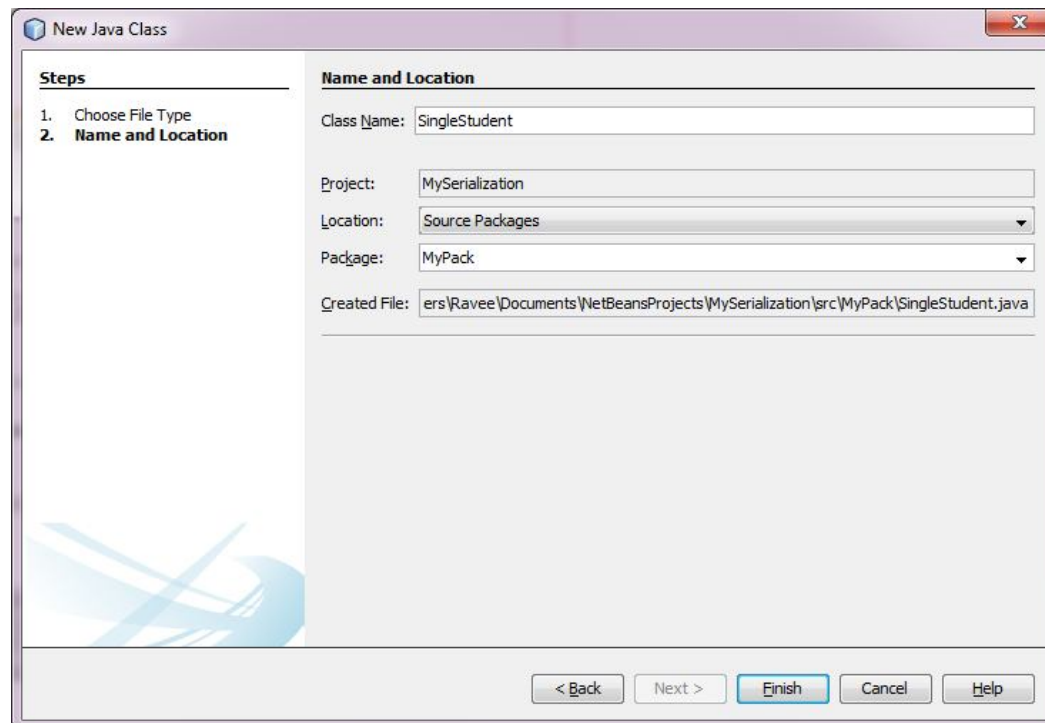 New Java Class
Steps
1. Choose File Type
2. Name and Location
Name and Location
Class Name: SingleStudent
Project: MySerialization
Location: Source Packages
Package: MyPack
Created File: ers\Ravee\Documents\NetBeansProjects\MySerialization\src\MyPack\SingleStudent.java
< Back Next > Finish Cancel Help